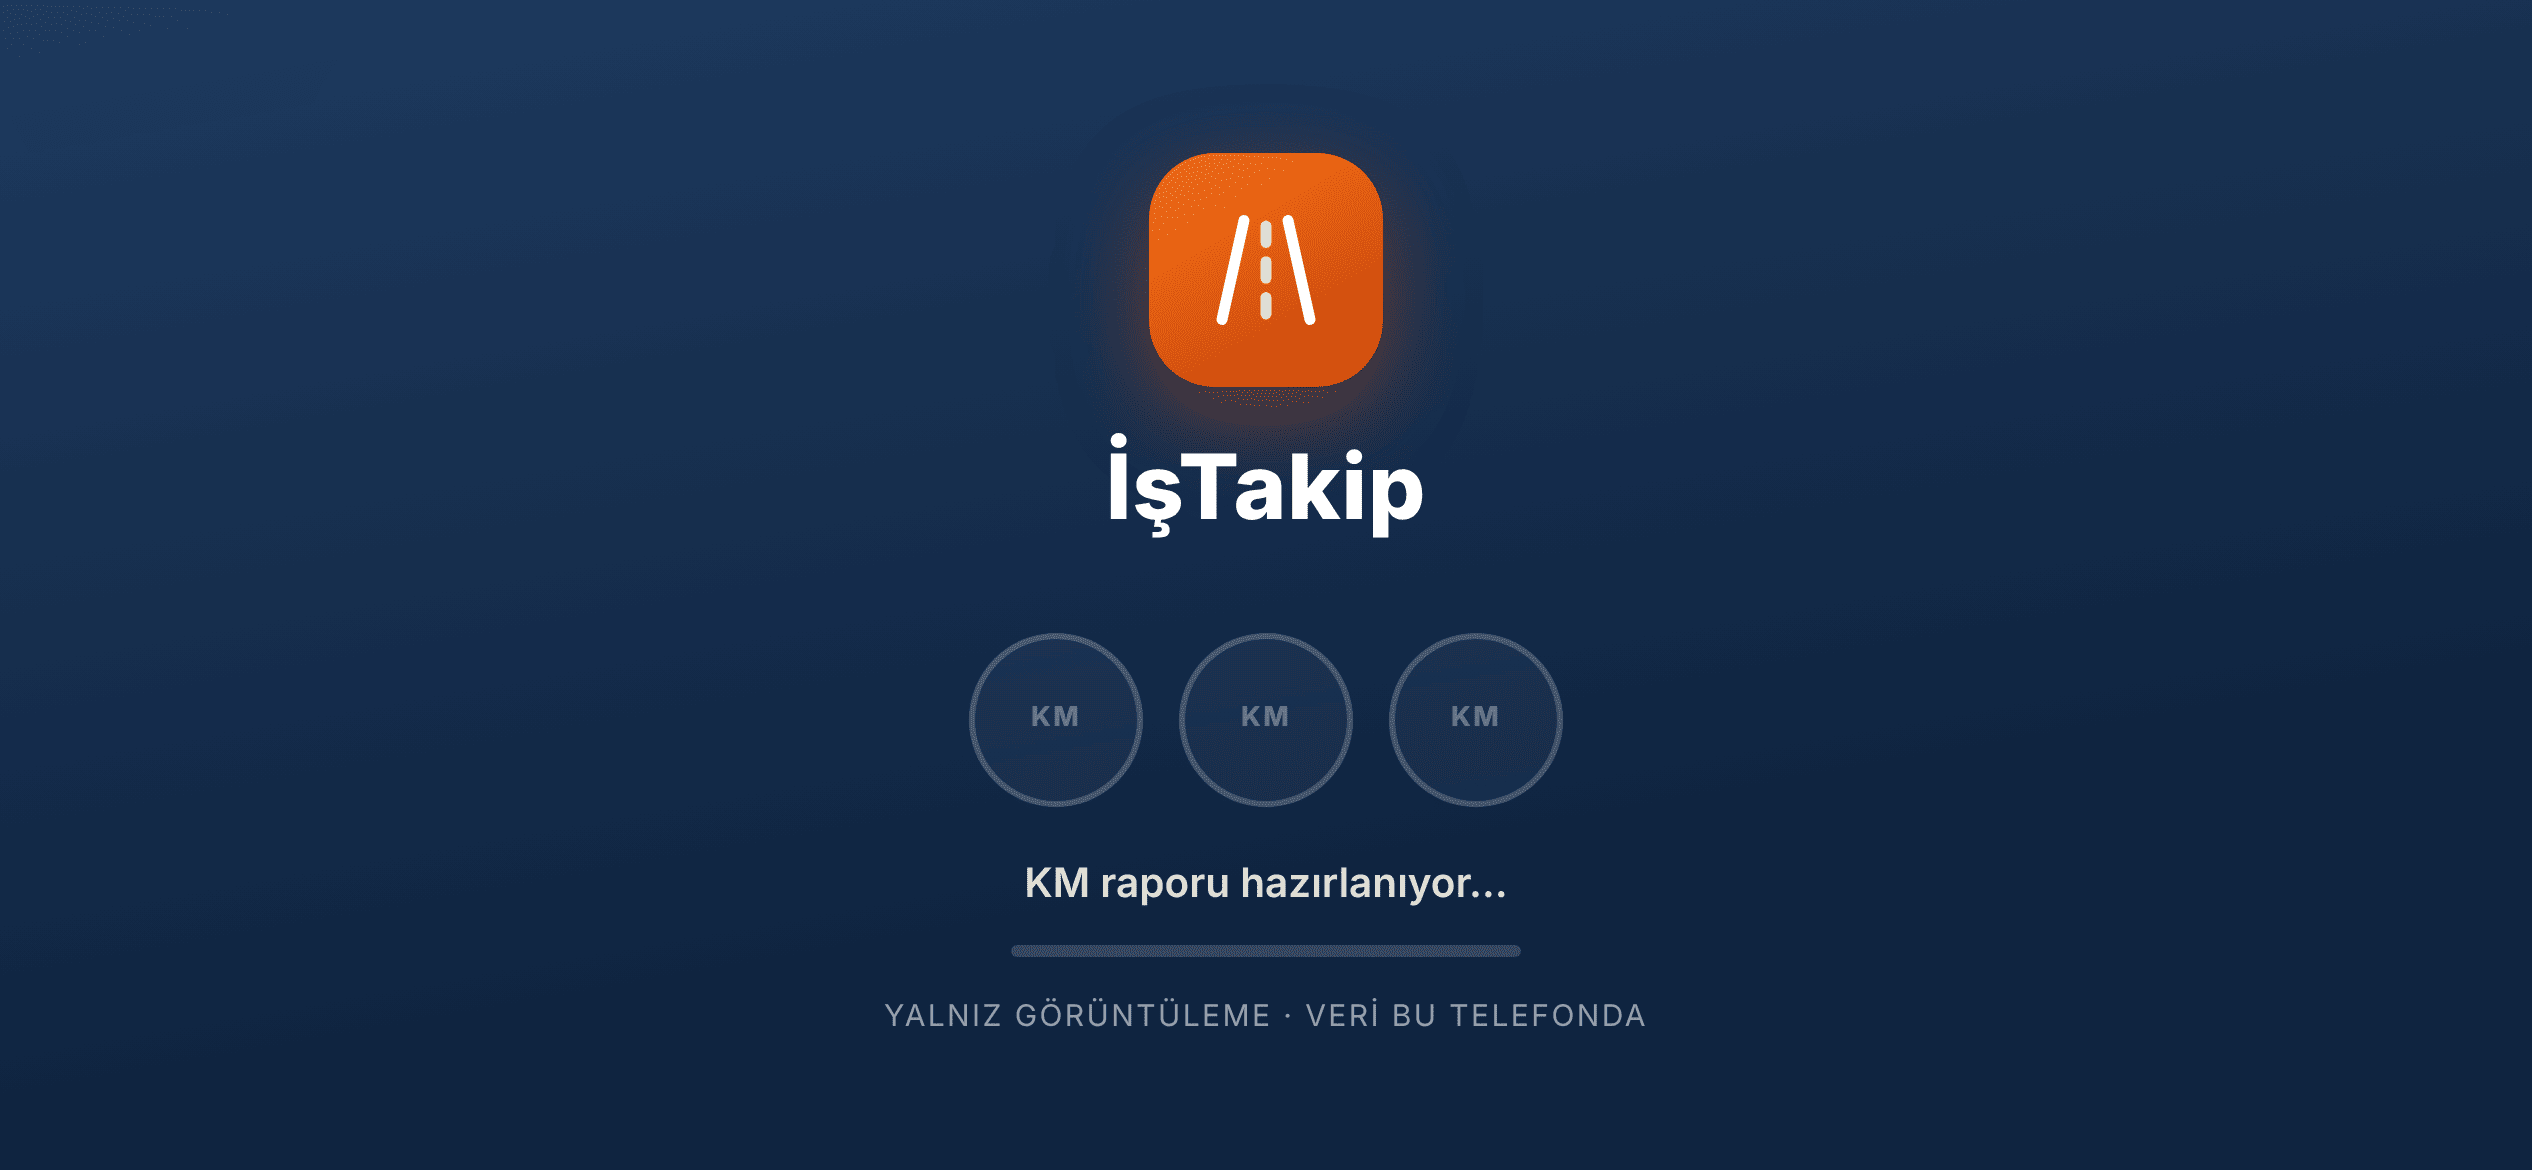 İşTakip
KM KM KM
KM raporu hazırlanıyor...
YALNIZ GÖRÜNTÜLEME · VERİ BU TELEFONDA